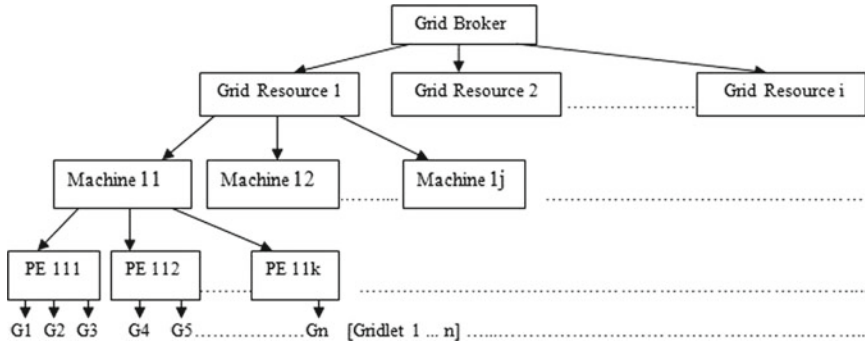 Grid Broker
Grid Resource 1 Grid Resource 2 ................... Grid Resource i
Machine 11 Machine 12 ............ Machine 1j ................................................
PE 111 PE 112 ............ PE 11k ................................................
G1 G2 G3 G4 G5........................Gn [Gridlet 1 ... n] ................................................